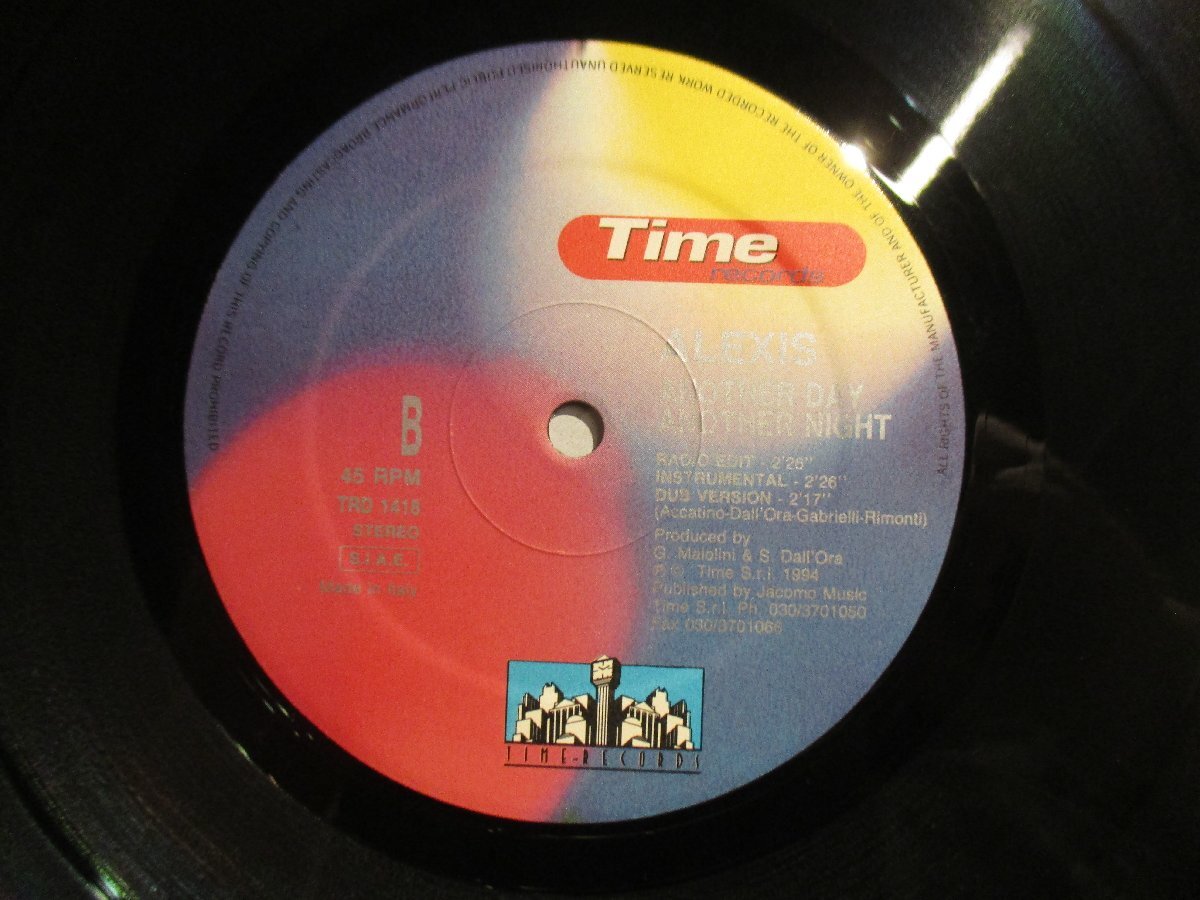 ALL RIGHTS OF THE MANUFACTURER AND OF THE OWNER OF THE RECORDED WORK RESERVED UNAUTHORISED PUBLIC PERFORMANCE BROADCASTING AND COPYING OF THIS RECORD PROHIBITED
Time
records
ALEXIS
ANOTHER DAY
ANOTHER NIGHT
RADIO EDIT - 2'26"
INSTRUMENTAL - 2'26"
DUB VERSION - 2'17"
(Accatino-Dall'Ora-Gabrielli-Rimonti)
Produced by
G. Maiolini & S. Dall'Ora
℗ © Time S.r.l. 1994
Published by Jacomo Music
Time S.r.l. Ph. 030/3701050
Fax 030/3701066
B
45 RPM
TRD 1418
STEREO
S.I.A.E.
Made in Italy
TIME-RECORDS